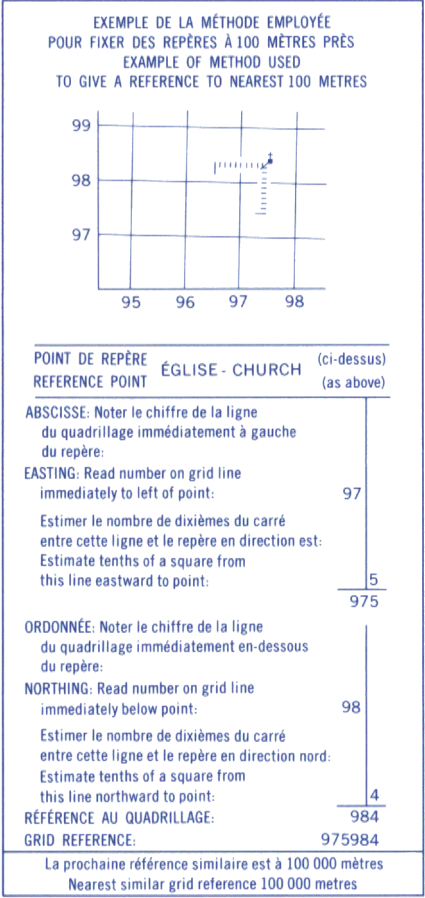 EXEMPLE DE LA MÉTHODE EMPLOYÉE
POUR FIXER DES REPÈRES À 100 MÈTRES PRÈS
EXAMPLE OF METHOD USED
TO GIVE A REFERENCE TO NEAREST 100 METRES
99
98
97
95 96 97 98
POINT DE REPÈRE
REFERENCE POINT
ÉGLISE - CHURCH
(ci-dessus)
(as above)
ABSCISSE: Noter le chiffre de la ligne
du quadrillage immédiatement à gauche
du repère:
EASTING: Read number on grid line
immediately to left of point: 97
Estimer le nombre de dixièmes du carré
entre cette ligne et le repère en direction est:
Estimate tenths of a square from
this line eastward to point: 5
975
ORDONNÉE: Noter le chiffre de la ligne
du quadrillage immédiatement en-dessous
du repère:
NORTHING: Read number on grid line
immediately below point: 98
Estimer le nombre de dixièmes du carré
entre cette ligne et le repère en direction nord:
Estimate tenths of a square from
this line northward to point: 4
RÉFÉRENCE AU QUADRILLAGE: 984
GRID REFERENCE: 975984
La prochaine référence similaire est à 100 000 mètres
Nearest similar grid reference 100 000 metres